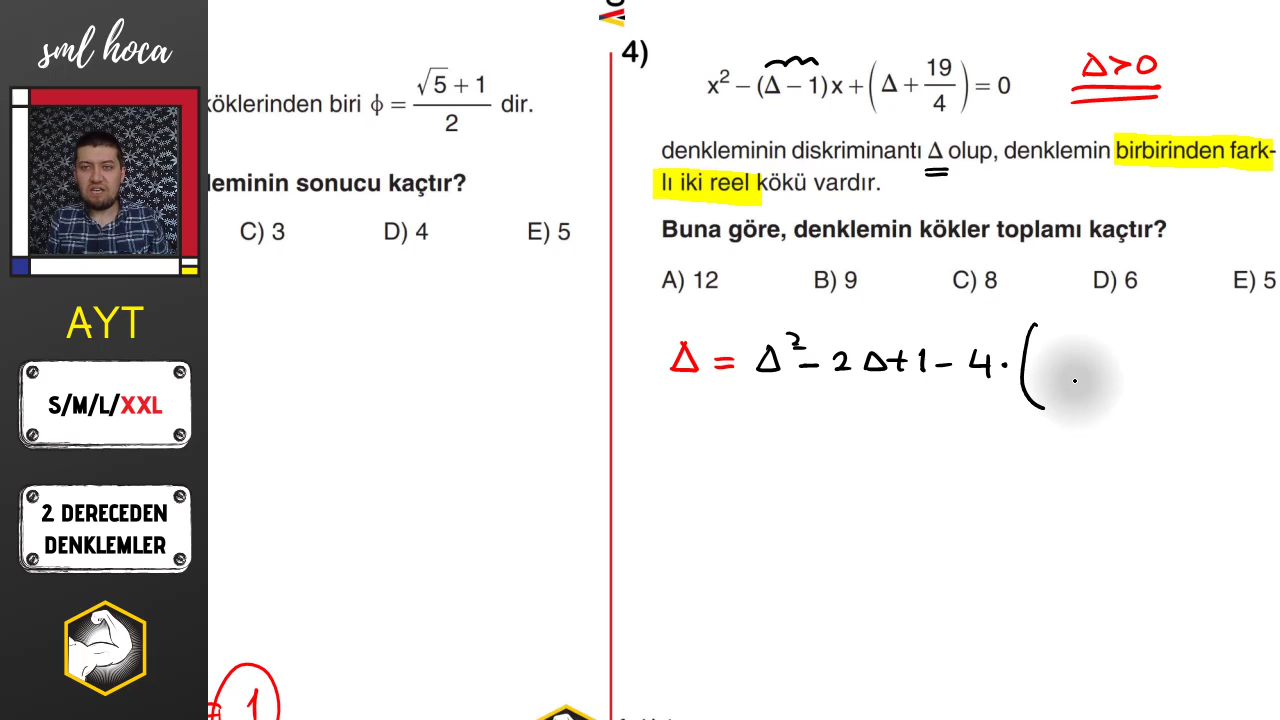 sml hoca
AYT
S/M/L/XXL
2. DERECEDEN
DENKLEMLER
köklerinden biri ϕ = (√5 + 1)/2 dir.
leminin sonucu kaçtır?
C) 3 D) 4 E) 5
1
4)
x² − (Δ − 1)x + (Δ + 19/4) = 0
Δ > 0
denkleminin diskriminantı Δ olup, denklemin birbirinden fark-
lı iki reel kökü vardır.
Buna göre, denklemin kökler toplamı kaçtır?
A) 12 B) 9 C) 8 D) 6 E) 5
Δ = Δ² − 2Δ + 1 − 4 · (